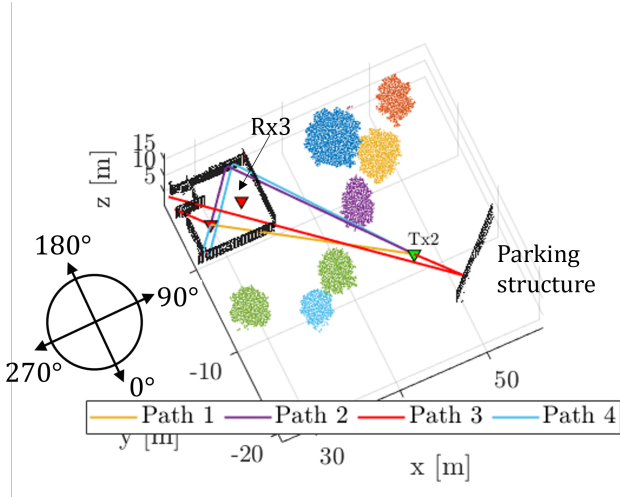 15
10
5
z [m]
Rx3
Tx2
Parking
structure
180°
90°
270°
0°
-10
50
Path 1
Path 2
Path 3
Path 4
y [m]
-20
30
x [m]